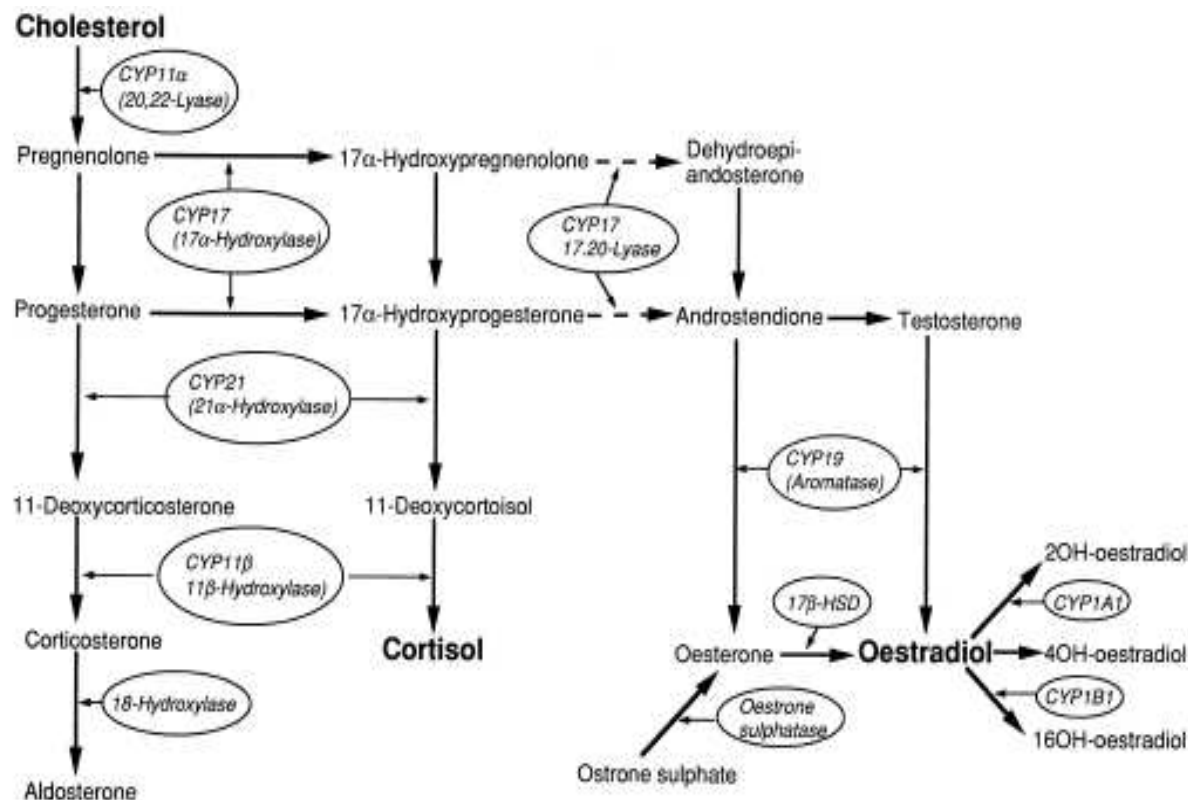 Cholesterol
CYP11α
(20,22-Lyase)
Pregnenolone
17α-Hydroxypregnenolone
Dehydroepi-
andosterone
CYP17
(17α-Hydroxylase)
CYP17
17.20-Lyase
Progesterone
17α-Hydroxyprogesterone
Androstendione
Testosterone
CYP21
(21α-Hydroxylase)
CYP19
(Aromatase)
11-Deoxycorticosterone
11-Deoxycortoisol
CYP11β
11β-Hydroxylase)
2OH-oestradiol
17β-HSD
CYP1A1
Corticosterone
Cortisol
Oesterone
Oestradiol
4OH-oestradiol
18-Hydroxylase
Oestrone
sulphatase
CYP1B1
16OH-oestradiol
Ostrone sulphate
Aldosterone